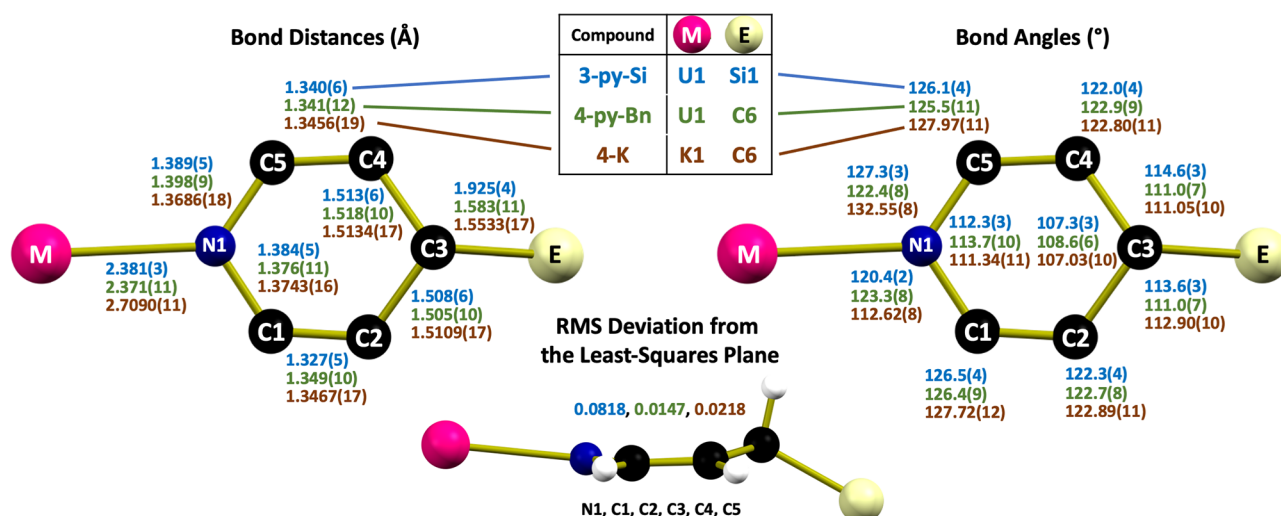 Bond Distances (Å)
Compound M E
3-py-Si U1 Si1
4-py-Bn U1 C6
4-K K1 C6
Bond Angles (°)
1.340(6)
1.341(12)
1.3456(19)
1.389(5)
1.398(9)
1.3686(18)
C5
C4
1.513(6)
1.518(10)
1.5134(17)
1.925(4)
1.583(11)
1.5533(17)
M
N1
C3
E
2.381(3)
2.371(11)
2.7090(11)
1.384(5)
1.376(11)
1.3743(16)
1.508(6)
1.505(10)
1.5109(17)
C1
C2
1.327(5)
1.349(10)
1.3467(17)
126.1(4)
125.5(11)
127.97(11)
122.0(4)
122.9(9)
122.80(11)
127.3(3)
122.4(8)
132.55(8)
C5
C4
114.6(3)
111.0(7)
111.05(10)
112.3(3)
113.7(10)
111.34(11)
107.3(3)
108.6(6)
107.03(10)
M
N1
C3
E
120.4(2)
123.3(8)
112.62(8)
113.6(3)
111.0(7)
112.90(10)
C1
C2
126.5(4)
126.4(9)
127.72(12)
122.3(4)
122.7(8)
122.89(11)
RMS Deviation from
the Least-Squares Plane
0.0818, 0.0147, 0.0218
N1, C1, C2, C3, C4, C5